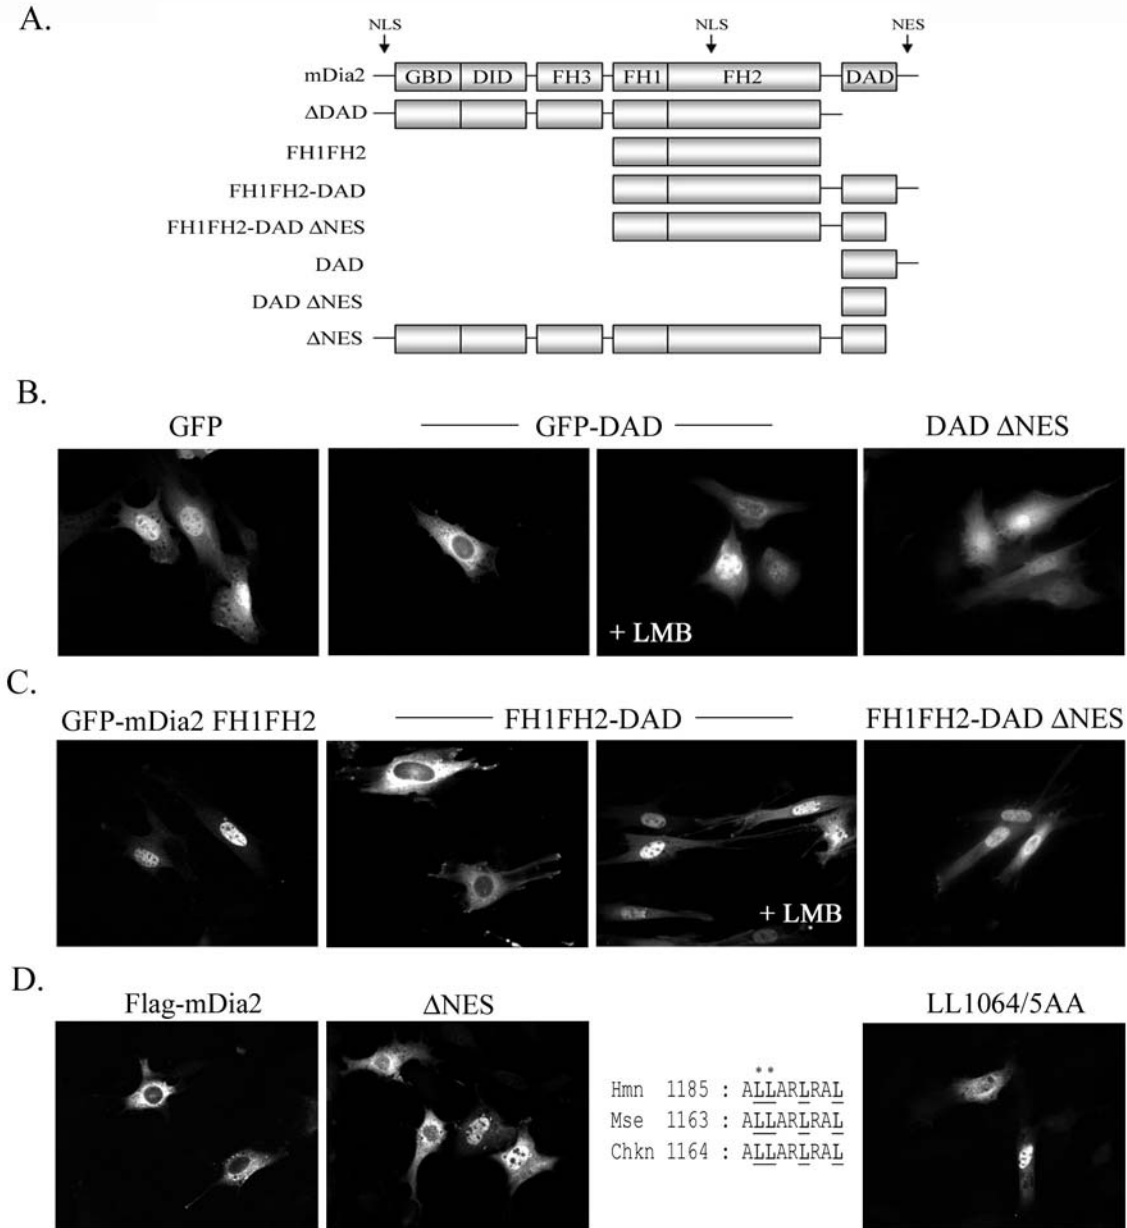 A.
NLS NLS NES
mDia2 GBD DID FH3 FH1 FH2 DAD
ΔDAD
FH1FH2
FH1FH2-DAD
FH1FH2-DAD ΔNES
DAD
DAD ΔNES
ΔNES
B.
GFP GFP-DAD DAD ΔNES
+ LMB
C.
GFP-mDia2 FH1FH2 FH1FH2-DAD FH1FH2-DAD ΔNES
+ LMB
D.
Flag-mDia2 ΔNES LL1064/5AA
**
Hmn 1185 : ALLARLRAL
Mse 1163 : ALLARLRAL
Chkn 1164 : ALLARLRAL